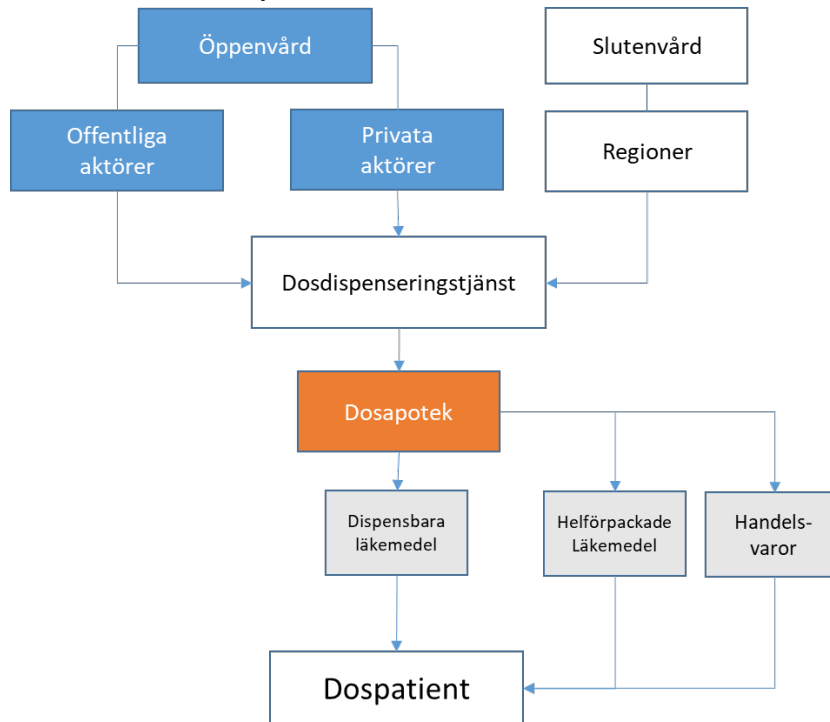 Öppenvård
Slutenvård
Offentliga
aktörer
Privata
aktörer
Regioner
Dosdispenseringstjänst
Dosapotek
Dispensbara
läkemedel
Helförpackade
Läkemedel
Handels-
varor
Dospatient